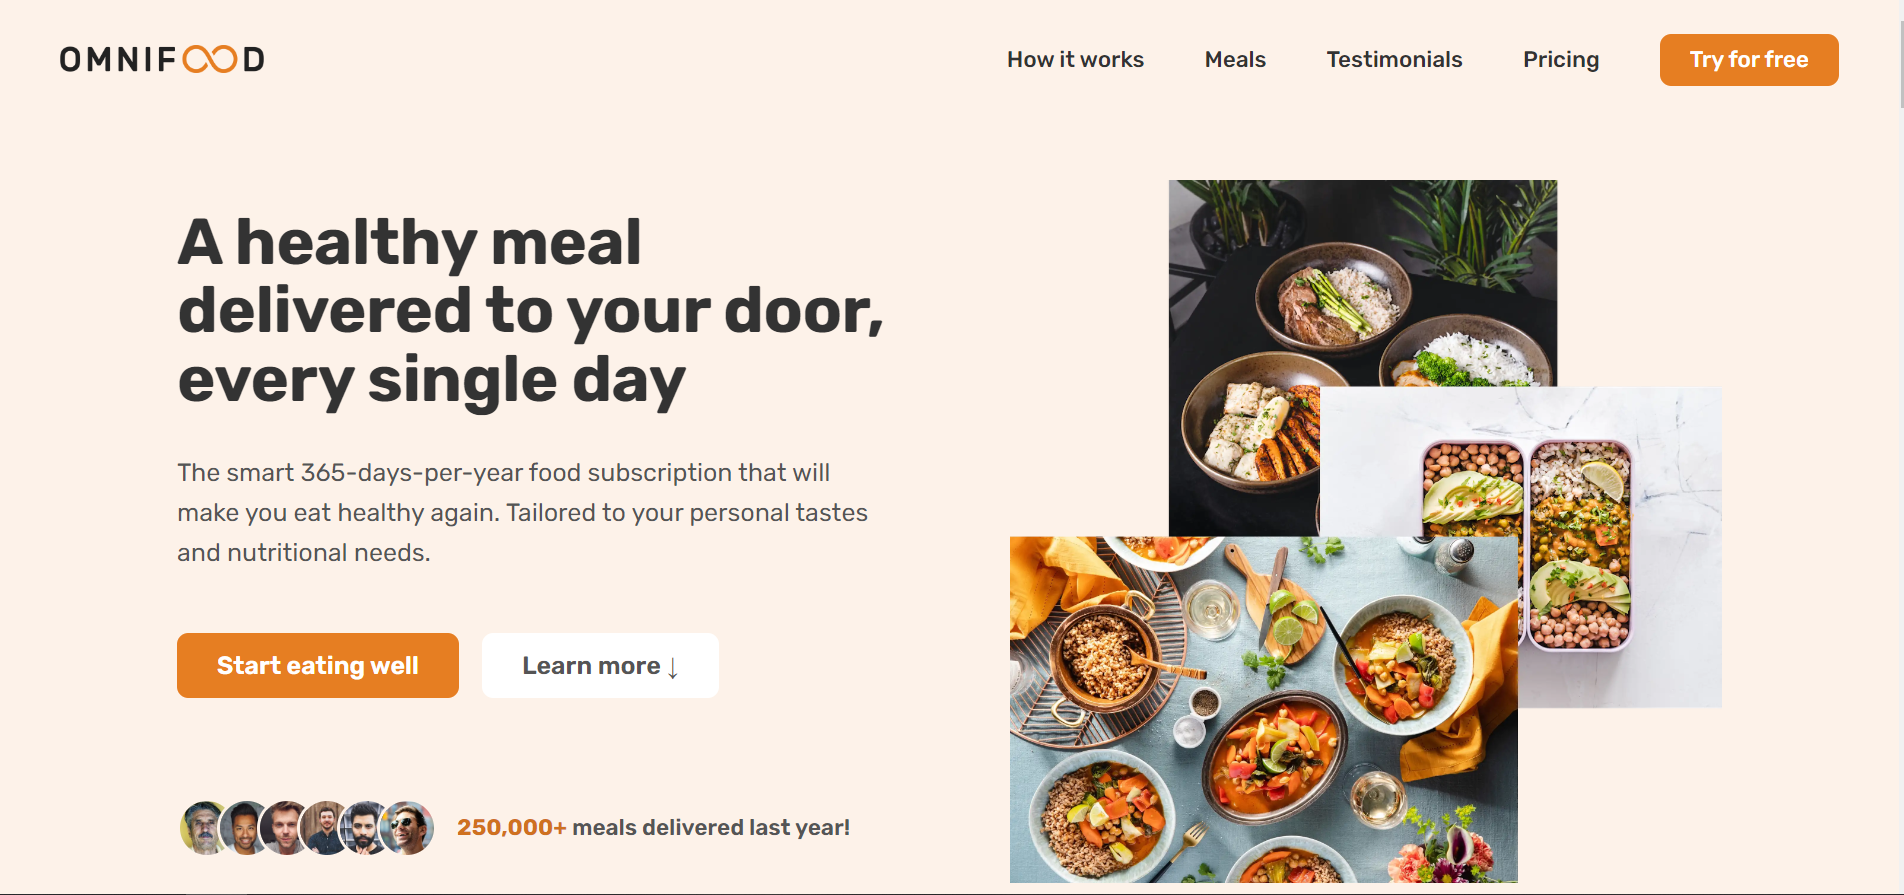 OMNIFOOD
How it works
Meals
Testimonials
Pricing
Try for free
A healthy meal
delivered to your door,
every single day
The smart 365-days-per-year food subscription that will
make you eat healthy again. Tailored to your personal tastes
and nutritional needs.
Start eating well
Learn more ↓
250,000+ meals delivered last year!